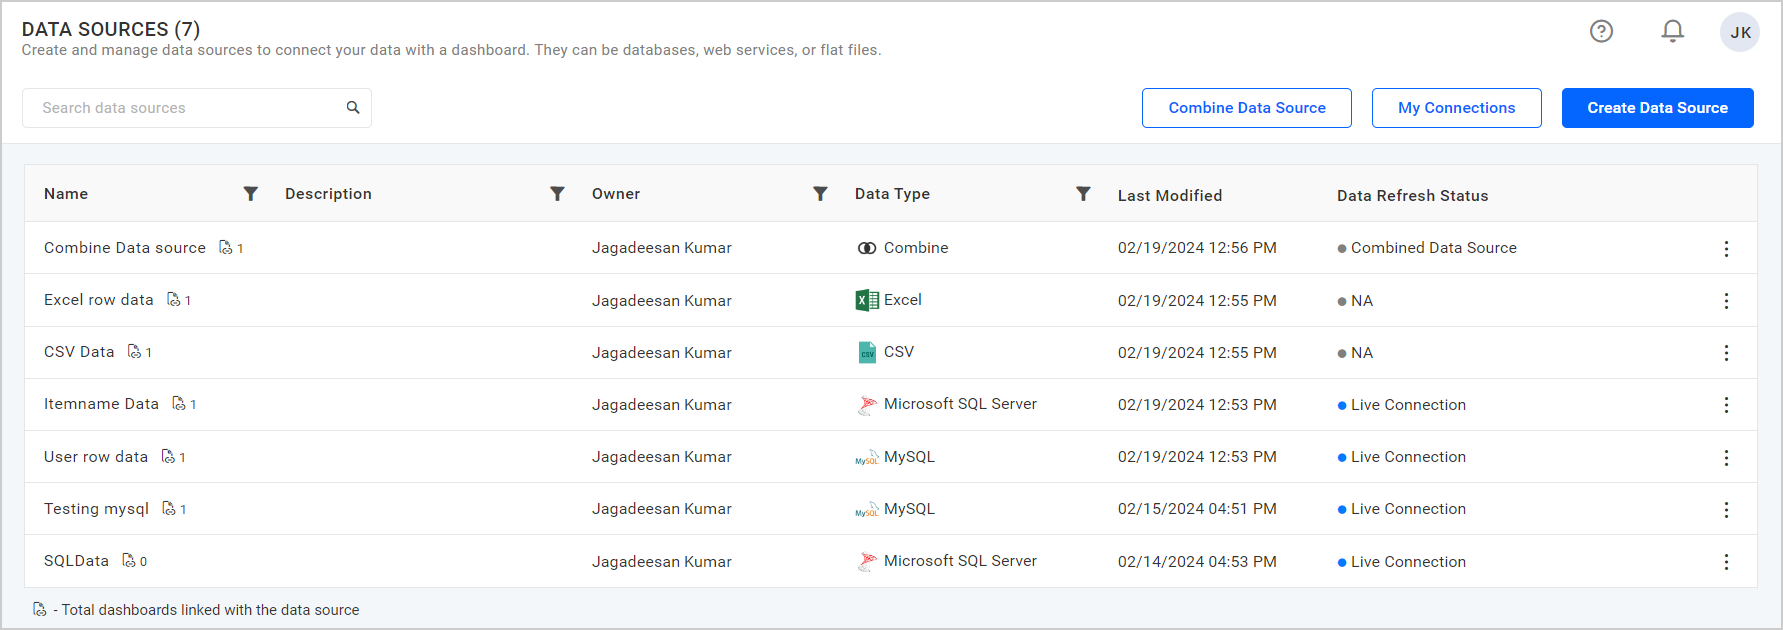 DATA SOURCES (7)
Create and manage data sources to connect your data with a dashboard. They can be databases, web services, or flat files.
JK
Search data sources
Combine Data Source My Connections Create Data Source
Name Description Owner Data Type Last Modified Data Refresh Status
Combine Data source 1 Jagadeesan Kumar Combine 02/19/2024 12:56 PM Combined Data Source
Excel row data 1 Jagadeesan Kumar Excel 02/19/2024 12:55 PM NA
CSV Data 1 Jagadeesan Kumar CSV CSV 02/19/2024 12:55 PM NA
Itemname Data 1 Jagadeesan Kumar Microsoft SQL Server 02/19/2024 12:53 PM Live Connection
User row data 1 Jagadeesan Kumar MySQL MySQL 02/19/2024 12:53 PM Live Connection
Testing mysql 1 Jagadeesan Kumar MySQL MySQL 02/15/2024 04:51 PM Live Connection
SQLData 0 Jagadeesan Kumar Microsoft SQL Server 02/14/2024 04:53 PM Live Connection
- Total dashboards linked with the data source